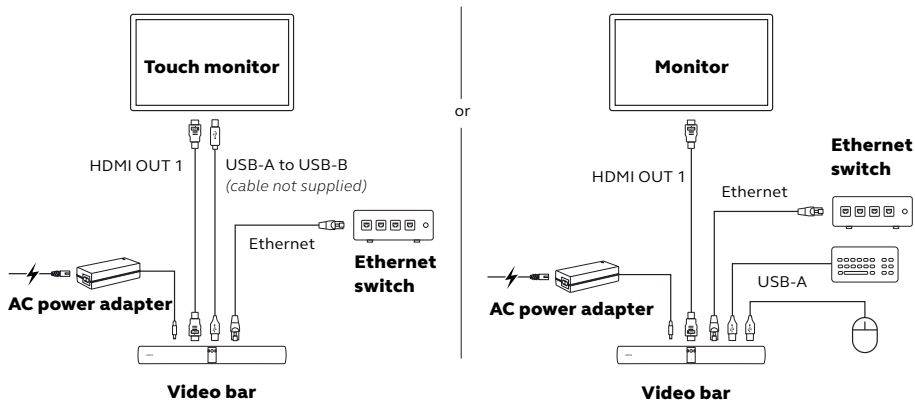 Touch monitor
HDMI OUT 1
USB-A to USB-B
(cable not supplied)
Ethernet
Ethernet
switch
AC power adapter
Video bar
or
Monitor
HDMI OUT 1
Ethernet
Ethernet
switch
USB-A
AC power adapter
Video bar